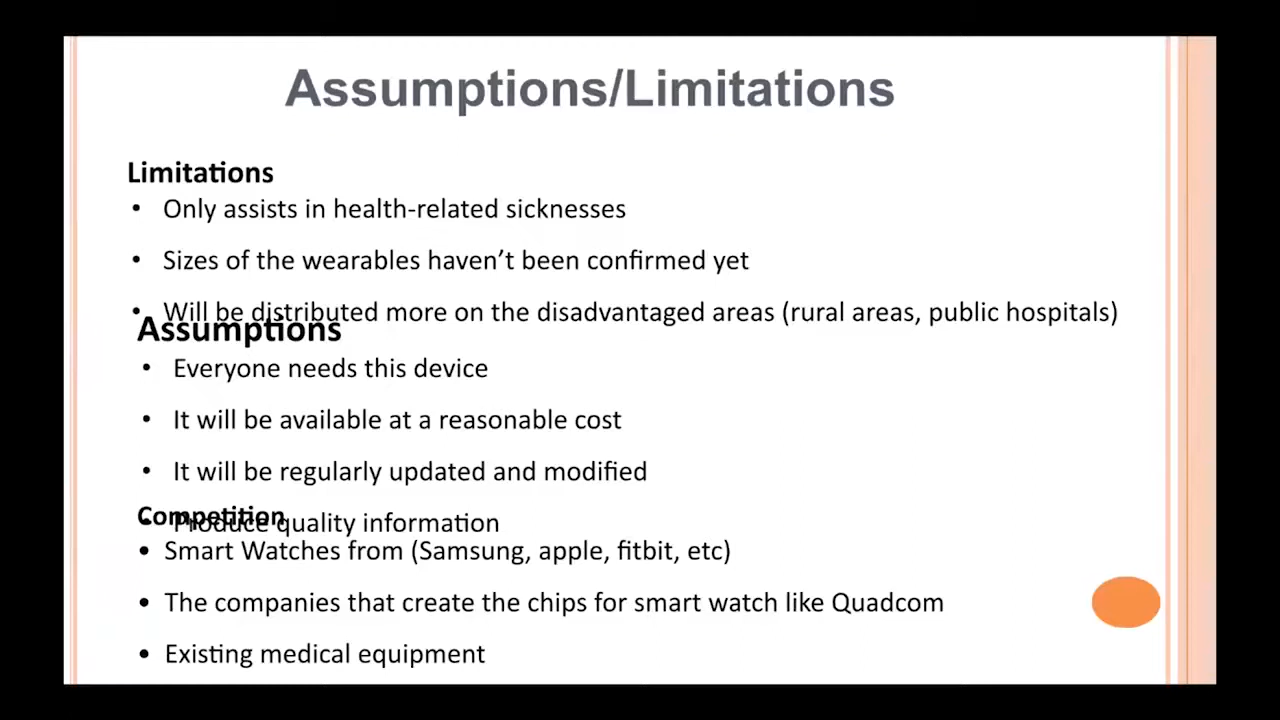 Assumptions/Limitations
Limitations
• Only assists in health-related sicknesses
• Sizes of the wearables haven't been confirmed yet
• Will be distributed more on the disadvantaged areas (rural areas, public hospitals)
Assumptions
• Everyone needs this device
• It will be available at a reasonable cost
• It will be regularly updated and modified
• Produce quality information
Competition
• Smart Watches from (Samsung, apple, fitbit, etc)
• The companies that create the chips for smart watch like Quadcom
• Existing medical equipment